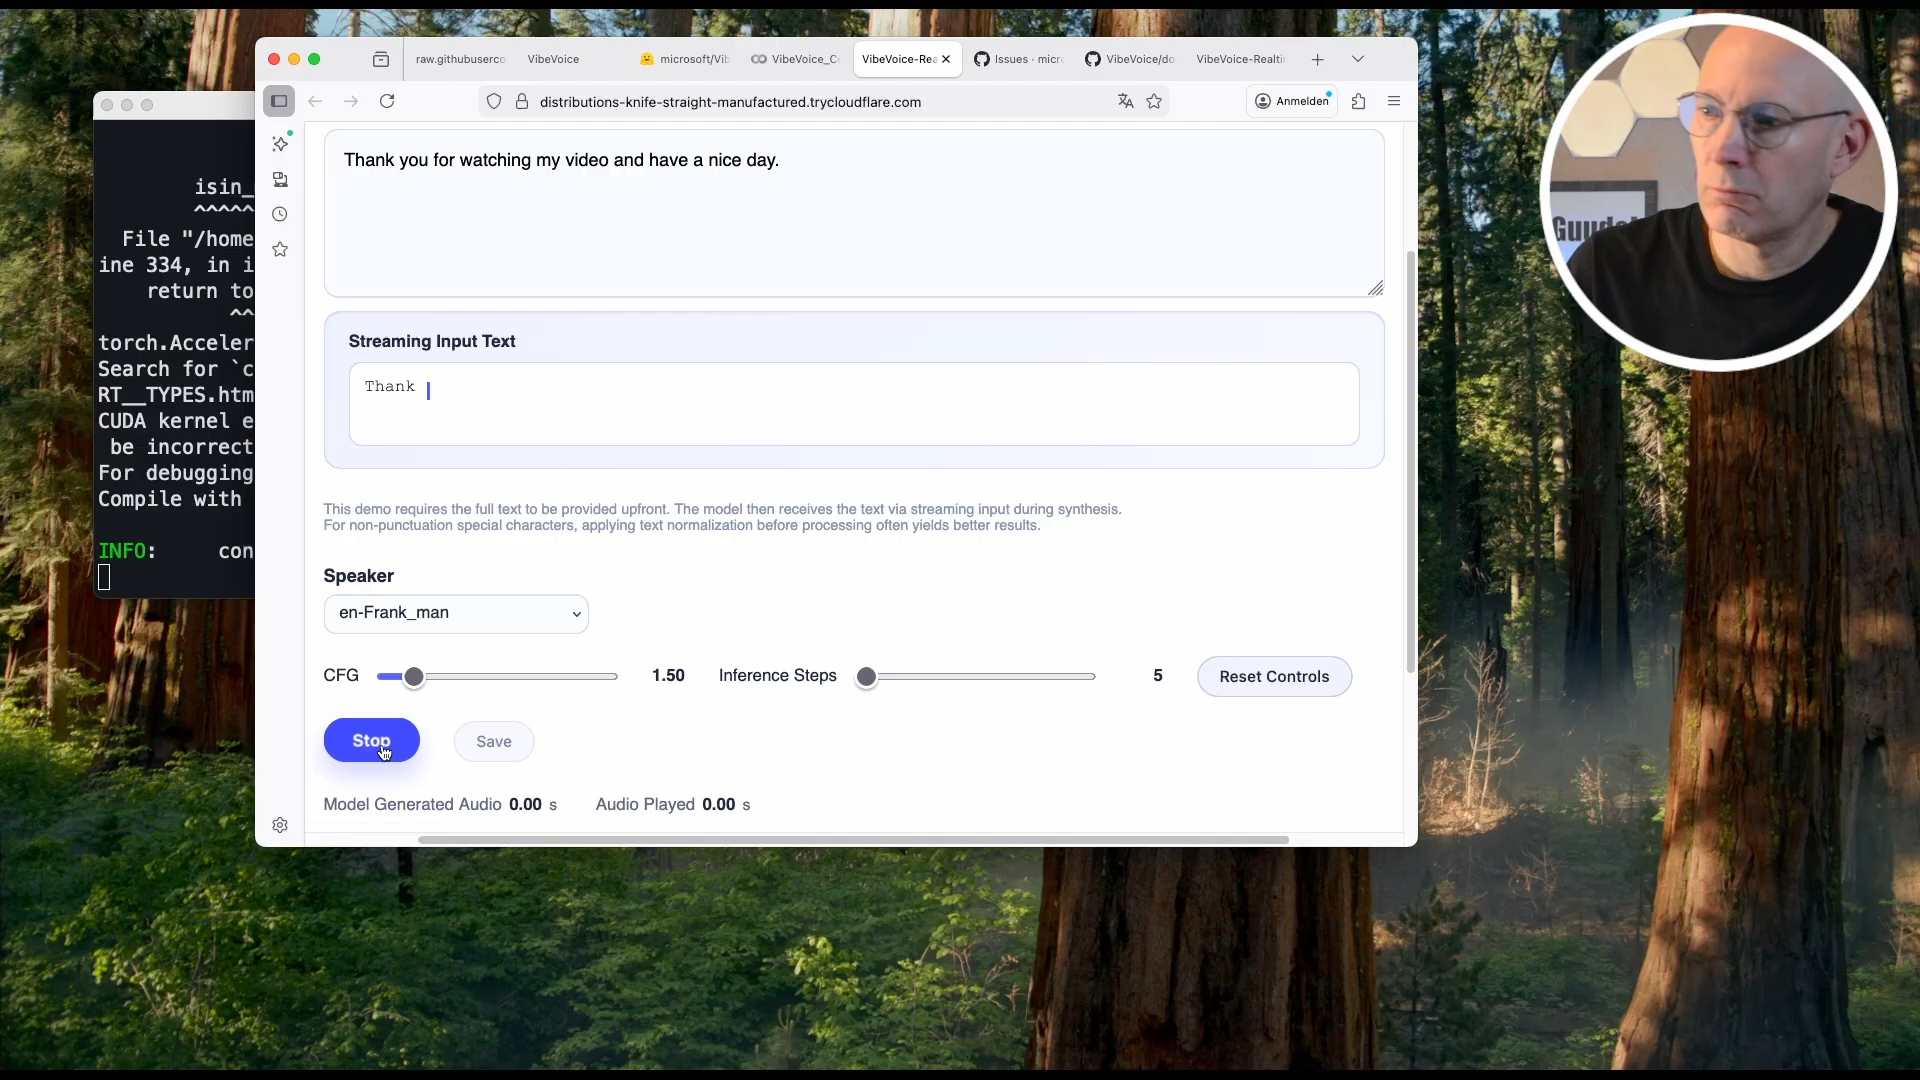 raw.githubuserco
VibeVoice
microsoft/Vib
VibeVoice_C
VibeVoice-Rea
Issues · micr
VibeVoice/do
VibeVoice-Realti
distributions-knife-straight-manufactured.trycloudflare.com
Anmelden
isin_
^^^^^
File "/home
ine 334, in i
return to
^^
torch.Acceler
Search for `c
RT__TYPES.htm
CUDA kernel e
be incorrect
For debugging
Compile with
INFO: con
Thank you for watching my video and have a nice day.
Streaming Input Text
Thank
This demo requires the full text to be provided upfront. The model then receives the text via streaming input during synthesis.
For non-punctuation special characters, applying text normalization before processing often yields better results.
Speaker
en-Frank_man
CFG 1.50 Inference Steps 5 Reset Controls
Stop Save
Model Generated Audio 0.00 s Audio Played 0.00 s